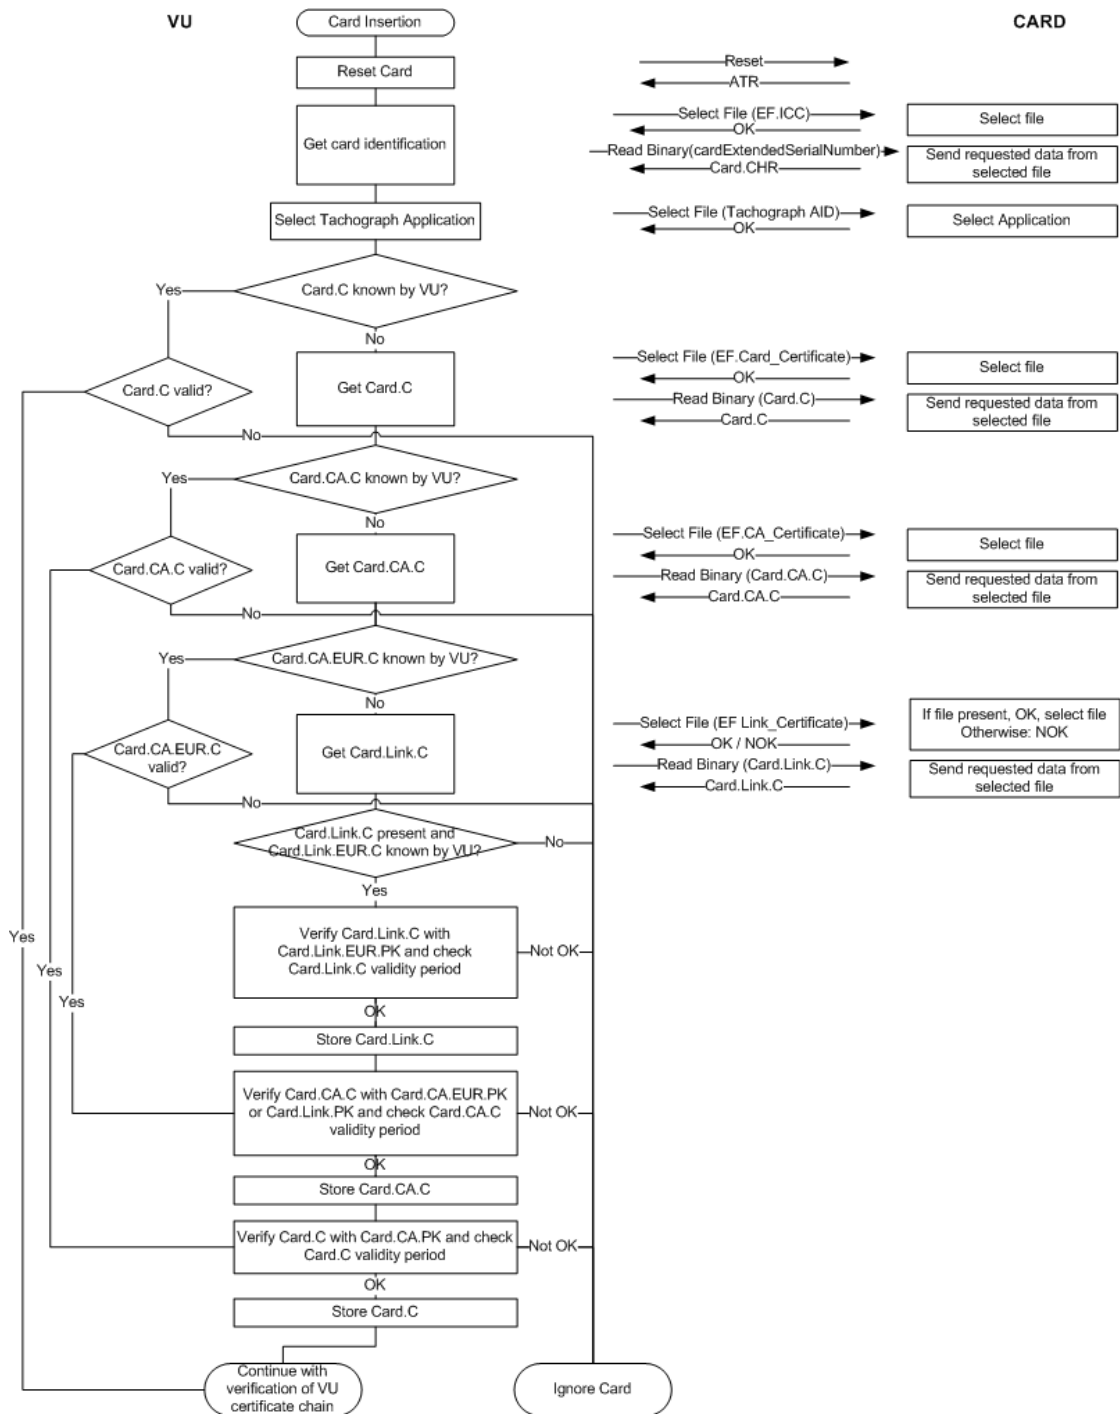 VU
Card Insertion
CARD
Reset Card
Reset
ATR
Get card identification
Select File (EF.ICC)
OK
Select file
Read Binary(cardExtendedSerialNumber)
Card.CHR
Send requested data from
selected file
Select Tachograph Application
Select File (Tachograph AID)
OK
Select Application
Card.C known by VU?
Yes
No
Card.C valid?
Get Card.C
Select File (EF.Card_Certificate)
OK
Select file
Read Binary (Card.C)
Card.C
Send requested data from
selected file
No
Card.CA.C known by VU?
Yes
No
Card.CA.C valid?
Get Card.CA.C
Select File (EF.CA_Certificate)
OK
Select file
Read Binary (Card.CA.C)
Card.CA.C
Send requested data from
selected file
No
Card.CA.EUR.C known by VU?
Yes
No
Card.CA.EUR.C
valid?
Get Card.Link.C
Select File (EF Link_Certificate)
OK / NOK
If file present, OK, select file
Otherwise: NOK
Read Binary (Card.Link.C)
Card.Link.C
Send requested data from
selected file
No
Card.Link.C present and
Card.Link.EUR.C known by VU?
No
Yes
Verify Card.Link.C with
Card.Link.EUR.PK and check
Card.Link.C validity period
Not OK
Yes
Yes
Yes
OK
Store Card.Link.C
Verify Card.CA.C with Card.CA.EUR.PK
or Card.Link.PK and check Card.CA.C
validity period
Not OK
OK
Store Card.CA.C
Verify Card.C with Card.CA.PK and check
Card.C validity period
Not OK
OK
Store Card.C
Continue with
verification of VU
certificate chain
Ignore Card